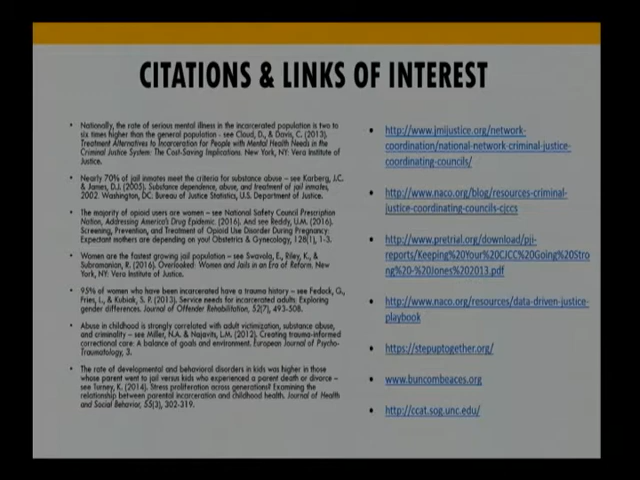 CITATIONS & LINKS OF INTEREST
• Nationally, the rate of serious mental illness in the incarcerated population is two to
six times higher than the general population - see Cloud, D., & Davis, C. (2013).
Treatment Alternatives to Incarceration for People with Mental Health Needs in the
Criminal Justice System: The Cost-Saving Implications. New York, NY: Vera Institute of
Justice.
• Nearly 70% of jail inmates meet the criteria for substance abuse – see Karberg, J.C.
& James, D.J. (2005). Substance dependence, abuse, and treatment of jail inmates,
2002. Washington, DC: Bureau of Justice Statistics, U.S. Department of Justice.
• The majority of opioid users are women – see National Safety Council Prescription
Nation, Addressing America's Drug Epidemic. (2016). And see Reddy, U.M. (2016).
Screening, Prevention, and Treatment of Opioid Use Disorder During Pregnancy:
Expectant mothers are depending on you! Obstetrics & Gynecology, 128(1), 1-3.
• Women are the fastest growing jail population – see Swavola, E., Riley, K., &
Subramanian, R. (2016). Overlooked: Women and Jails in an Era of Reform. New
York, NY: Vera Institute of Justice.
• 95% of women who have been incarcerated have a trauma history – see Fedock, G.,
Fries, L., & Kubiak, S. P. (2013). Service needs for incarcerated adults: Exploring
gender differences. Journal of Offender Rehabilitation, 52(7), 493-508.
• Abuse in childhood is strongly correlated with adult victimization, substance abuse,
and criminality – see Miller, N.A. & Najavits, L.M. (2012). Creating trauma-informed
correctional care: A balance of goals and environment. European Journal of Psycho-
Traumatology, 3.
• The rate of developmental and behavioral disorders in kids was higher in those
whose parent went to jail versus kids who experienced a parent death or divorce –
see Turney, K. (2014). Stress proliferation across generations? Examining the
relationship between parental incarceration and childhood health. Journal of Health
and Social Behavior, 55(3), 302-319.
• http://www.jmijustice.org/network-
coordination/national-network-criminal-justice-
coordinating-councils/
• http://www.naco.org/blog/resources-criminal-
justice-coordinating-councils-cjccs
• http://www.pretrial.org/download/pji-
reports/Keeping%20Your%20CJCC%20Going%20Stro
ng%20-%20Jones%202013.pdf
• http://www.naco.org/resources/data-driven-justice-
playbook
• https://stepuptogether.org/
• www.buncombeaces.org
• http://ccat.sog.unc.edu/